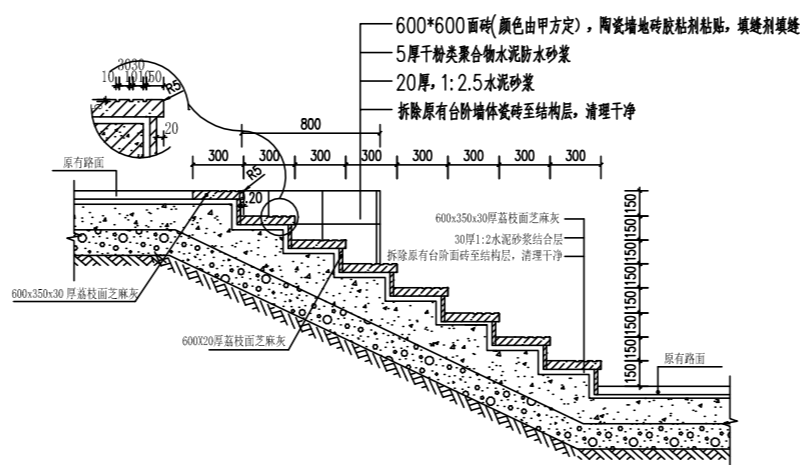 600*600面砖(颜色由甲方定)，陶瓷墙地砖胶粘剂粘贴，填缝剂填缝
5厚干粉类聚合物水泥防水砂浆
20厚，1:2.5水泥砂浆
拆除原有台阶墙体瓷砖至结构层，清理干净
3030
10 10 10 50
R5
20
800
300 300 300 300 300 300 300 300
原有路面
R5
20
600x350x30厚荔枝面芝麻灰
30厚1:2水泥砂浆结合层
拆除原有台阶面砖至结构层，清理干净
150 150 150 150 150 150 150 150
600x350x30 厚荔枝面芝麻灰
600X20厚荔枝面芝麻灰
原有路面